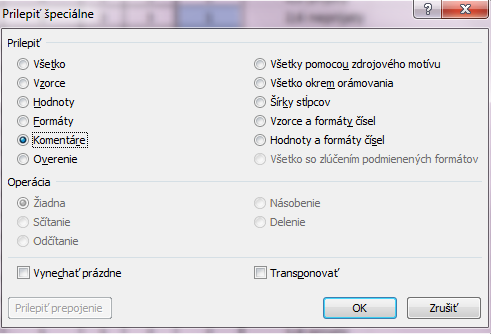 Prilepiť špeciálne
Prilepiť
Všetko
Vzorce
Hodnoty
Formáty
Komentáre
Overenie
Všetky pomocou zdrojového motívu
Všetko okrem orámovania
Šírky stĺpcov
Vzorce a formáty čísel
Hodnoty a formáty čísel
Všetko so zlúčením podmienených formátov
Operácia
Žiadna
Sčítanie
Odčítanie
Násobenie
Delenie
Vynechať prázdne
Transponovať
Prilepiť prepojenie
OK
Zrušiť